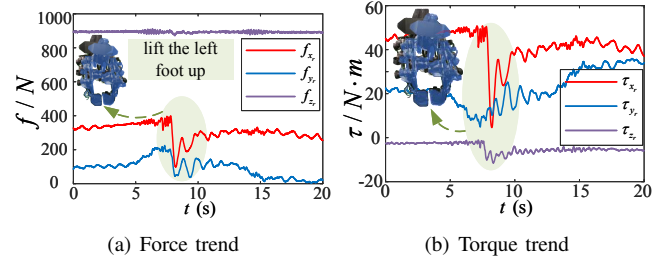 1000
800
600
400
200
0
f / N
lift the left
foot up
f_{x_r}
f_{y_r}
f_{z_r}
0 5 10 15 20
t (s)
(a) Force trend
60
40
20
0
-20
τ / N · m
τ_{x_r}
τ_{y_r}
τ_{z_r}
0 5 10 15 20
t (s)
(b) Torque trend